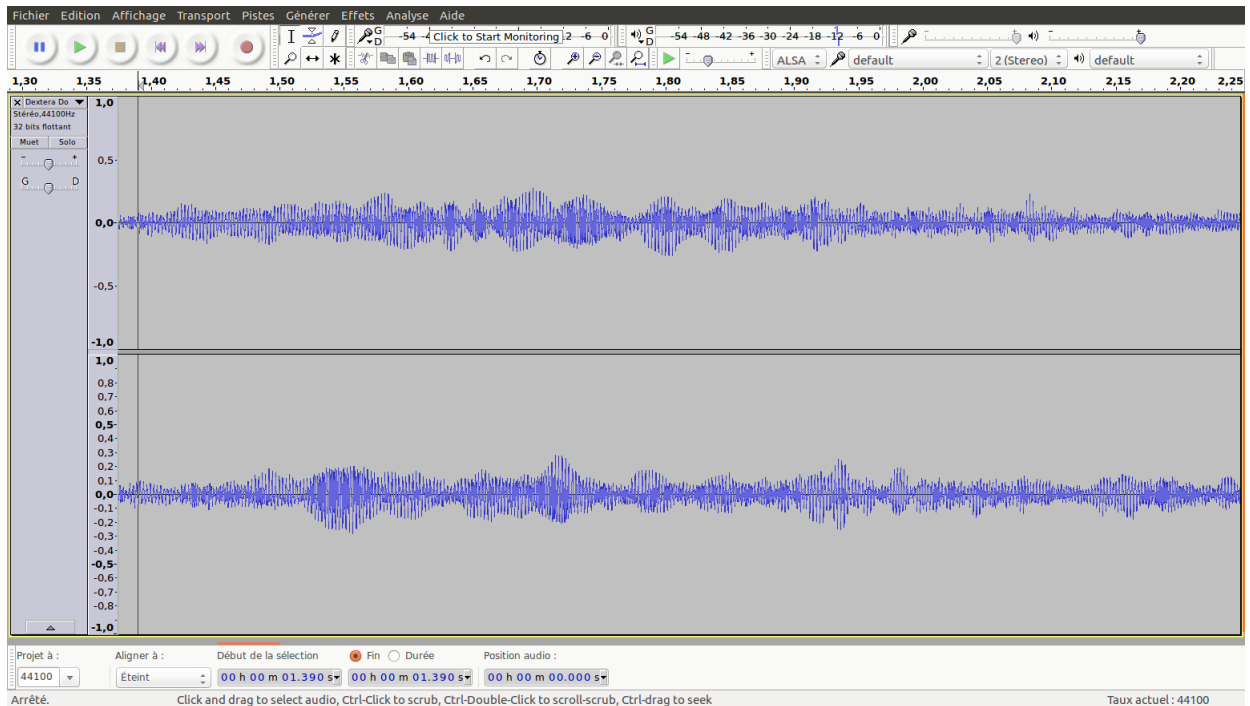 Fichier Edition Affichage Transport Pistes Générer Effets Analyse Aide
G D -54 -4 Click to Start Monitoring 2 -6 0 G D -54 -48 -42 -36 -30 -24 -18 -12 -6 0
ALSA default 2 (Stereo) default
1,30 1,35 1,40 1,45 1,50 1,55 1,60 1,65 1,70 1,75 1,80 1,85 1,90 1,95 2,00 2,05 2,10 2,15 2,20 2,25
Dextera Do
Stéréo,44100Hz
32 bits flottant
Muet Solo
- +
G D
1,0
0,5
0,0
-0,5
-1,0
1,0
0,8
0,7
0,6
0,5
0,4
0,3
0,2
0,1
0,0
-0,1
-0,2
-0,3
-0,4
-0,5
-0,6
-0,7
-0,8
-1,0
Projet à : Aligner à : Début de la sélection Fin Durée Position audio :
44100 Éteint 00 h 00 m 01.390 s 00 h 00 m 01.390 s 00 h 00 m 00.000 s
Arrêté. Click and drag to select audio, Ctrl-Click to scrub, Ctrl-Double-Click to scroll-scrub, Ctrl-drag to seek Taux actuel : 44100